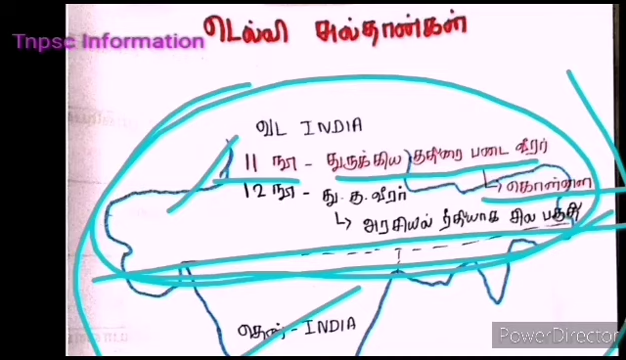 டெல்லி சுல்தான்கள்
Tnpsc Information
வட INDIA
11 நூ - துருக்கிய குதிரை படை வீரர்
↳ கொள்ளை
12 நூ - து.கு.வீரர்
↳ அரசியல் ரீதியாக சில பகுதி
தென் - INDIA
PowerDirector